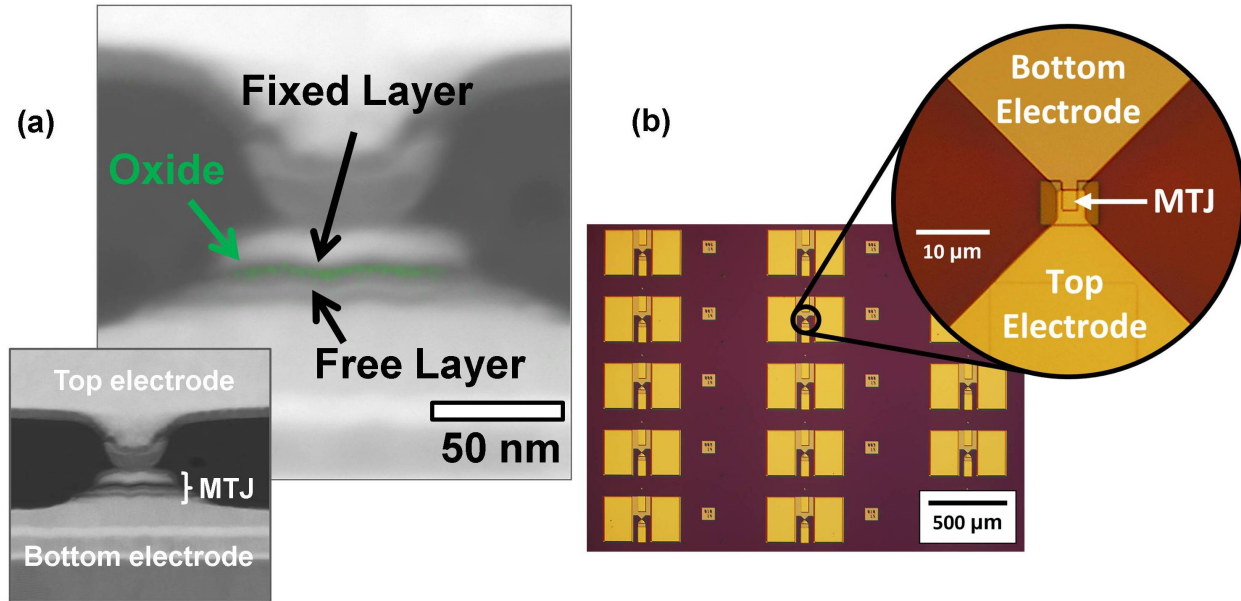 (a)
Fixed Layer
Oxide
Free Layer
50 nm
Top electrode
MTJ
Bottom electrode
(b)
Bottom
Electrode
MTJ
10 µm
Top
Electrode
500 µm